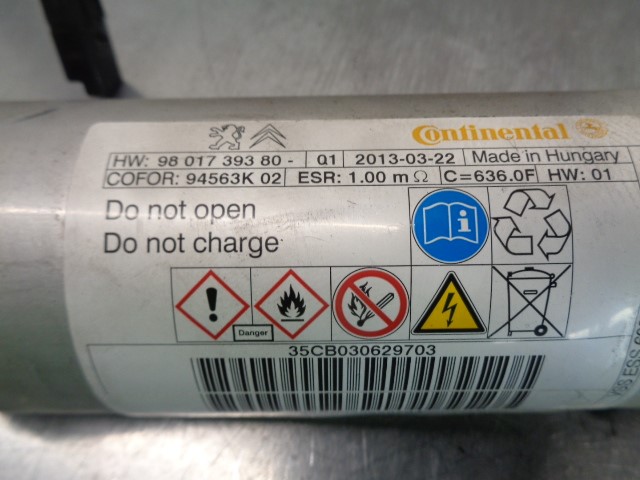 Continental
HW: 98 017 393 80 - Q1 2013-03-22 Made in Hungary
COFOR: 94563K 02 ESR: 1.00 m Ω C=636.0F HW: 01
Do not open
Do not charge
Danger
35CB030629703